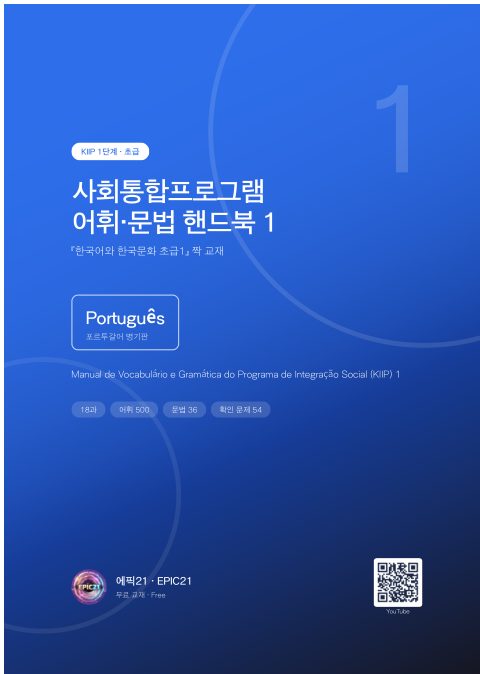 1
KIIP 1단계 · 초급
사회통합프로그램
어휘·문법 핸드북 1
『한국어와 한국문화 초급1』 짝 교재
Português
포르투갈어 병기판
Manual de Vocabulário e Gramática do Programa de Integração Social (KIIP) 1
18과 어휘 500 문법 36 확인 문제 54
EPIC21
에픽21 · EPIC21
무료 교재 · Free
YouTube